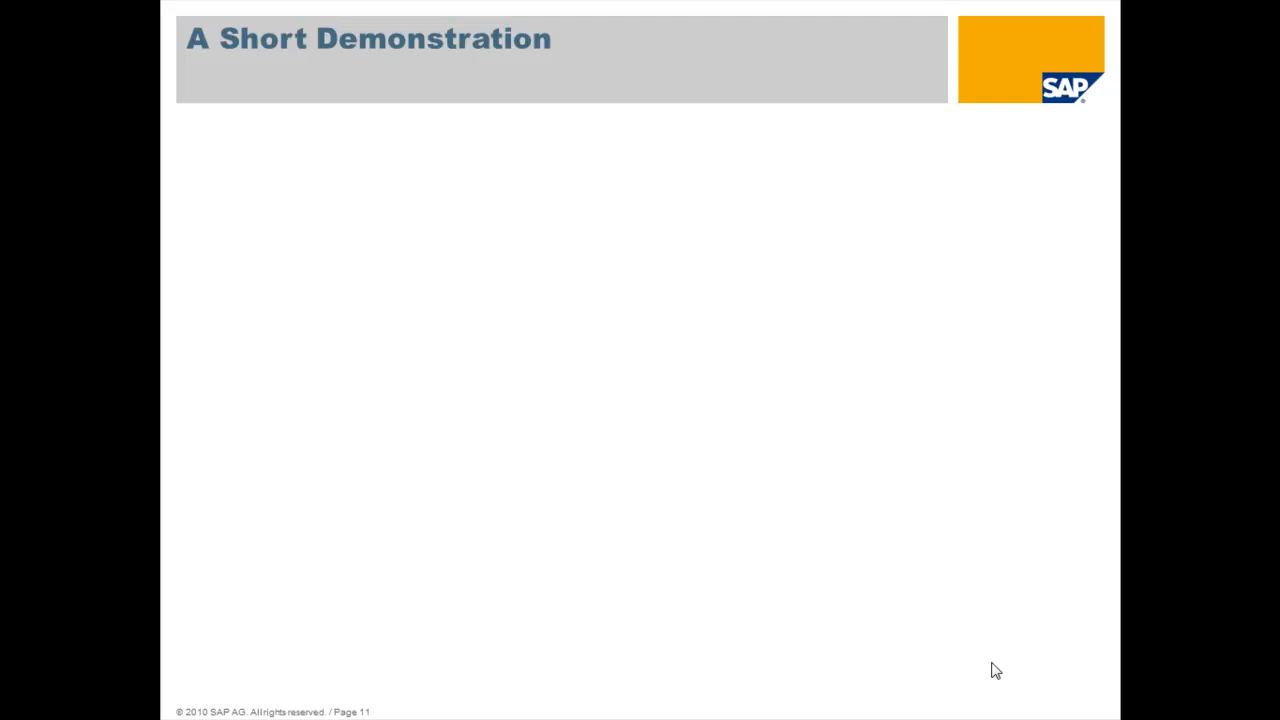 A Short Demonstration
SAP
© 2010 SAP AG. All rights reserved. / Page 11